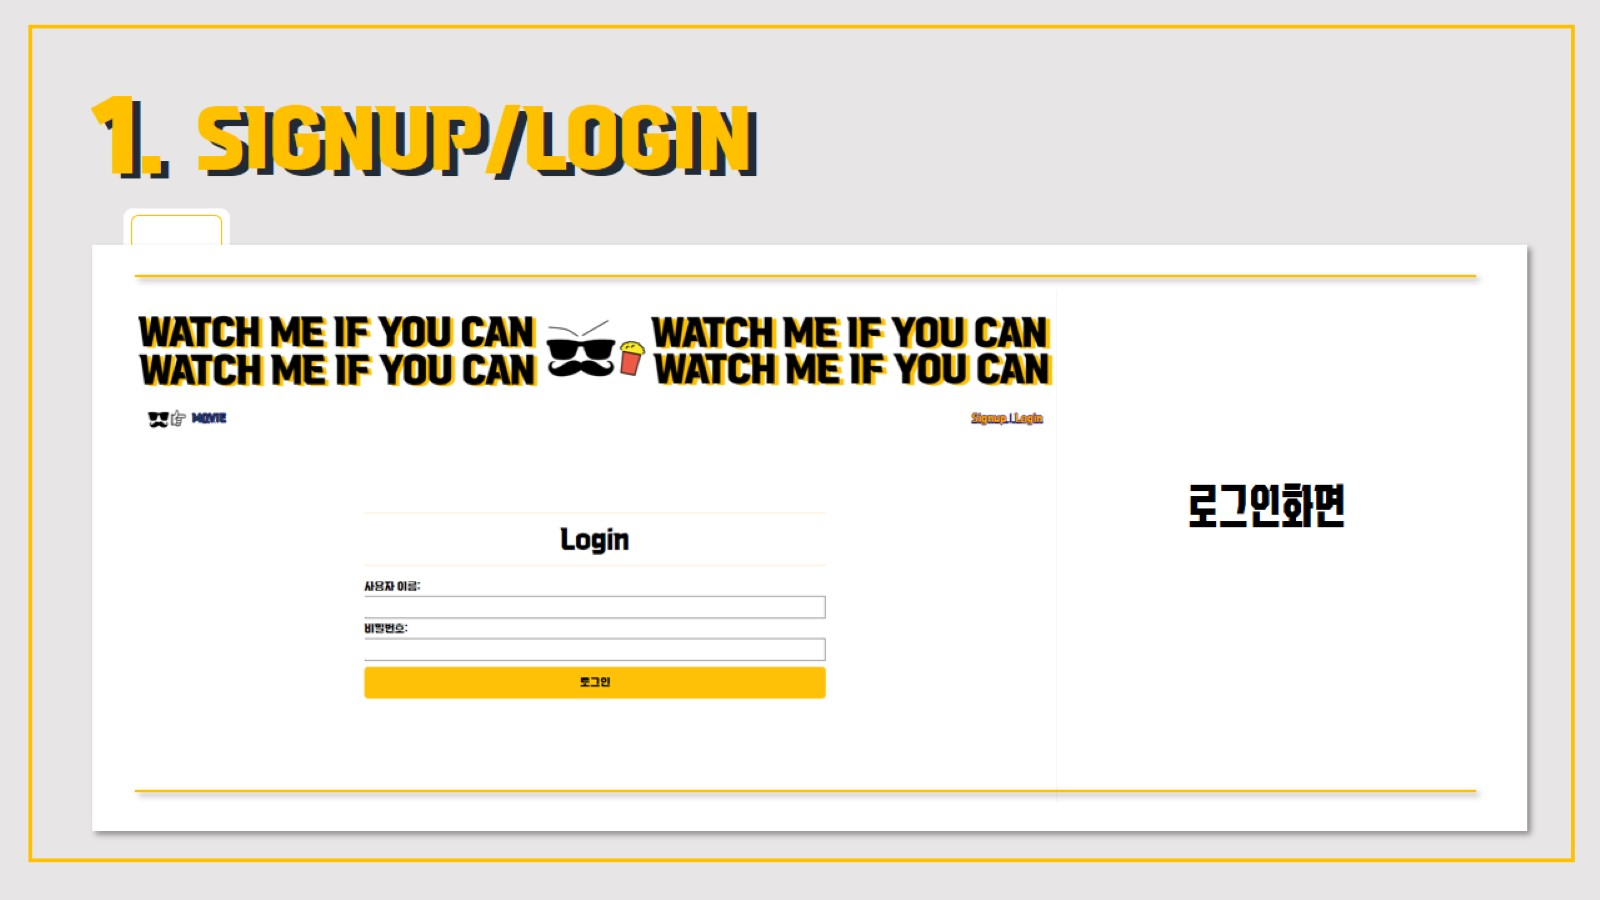 1. SIGNUP/LOGIN
WATCH ME IF YOU CAN WATCH ME IF YOU CAN
WATCH ME IF YOU CAN WATCH ME IF YOU CAN
MOVIE
Signup | Login
로그인화면
Login
사용자 이름:
비밀번호:
로그인